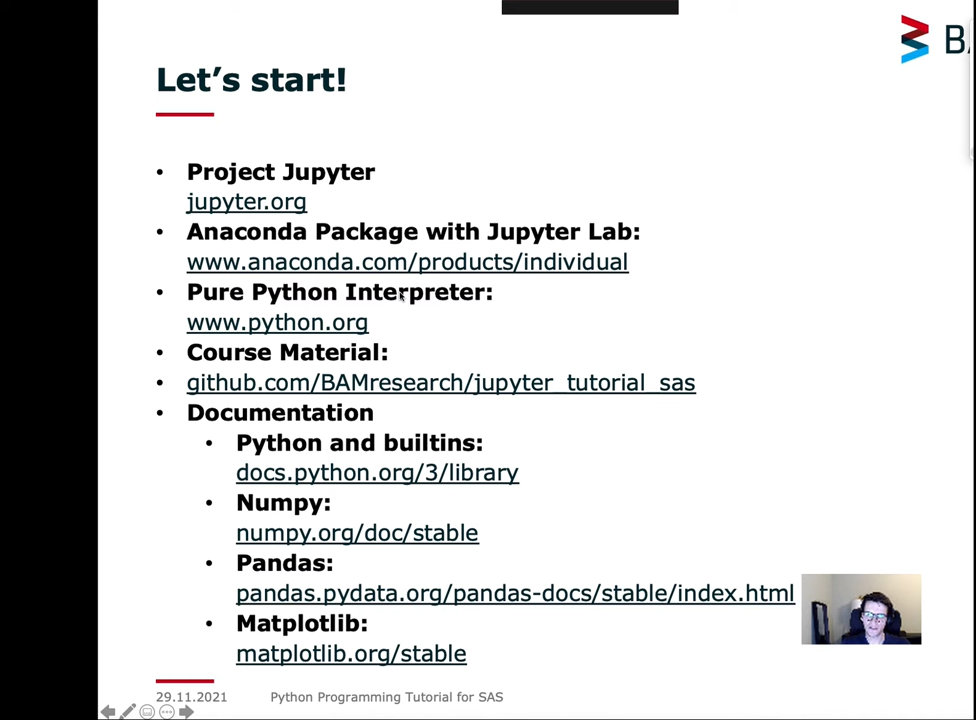 Let's start!
BA
• Project Jupyter
jupyter.org
• Anaconda Package with Jupyter Lab:
www.anaconda.com/products/individual
• Pure Python Interpreter:
www.python.org
• Course Material:
• github.com/BAMresearch/jupyter_tutorial_sas
• Documentation
• Python and builtins:
docs.python.org/3/library
• Numpy:
numpy.org/doc/stable
• Pandas:
pandas.pydata.org/pandas-docs/stable/index.html
• Matplotlib:
matplotlib.org/stable
29.11.2021 Python Programming Tutorial for SAS